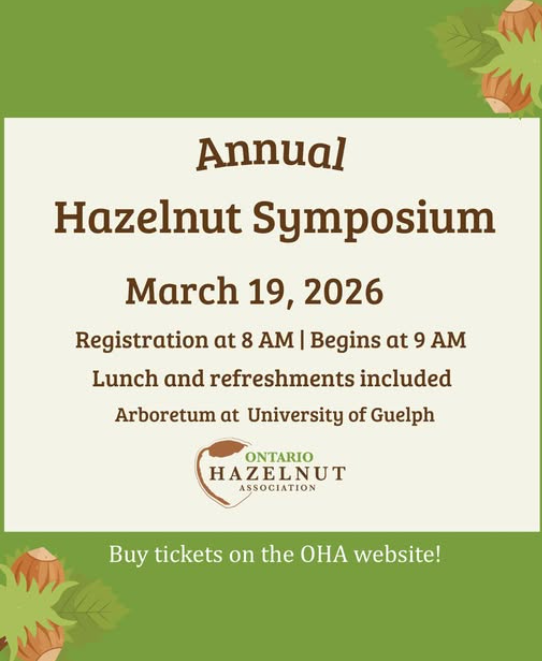 Annual
Hazelnut Symposium
March 19, 2026
Registration at 8 AM | Begins at 9 AM
Lunch and refreshments included
Arboretum at University of Guelph
ONTARIO
HAZELNUT
ASSOCIATION
Buy tickets on the OHA website!